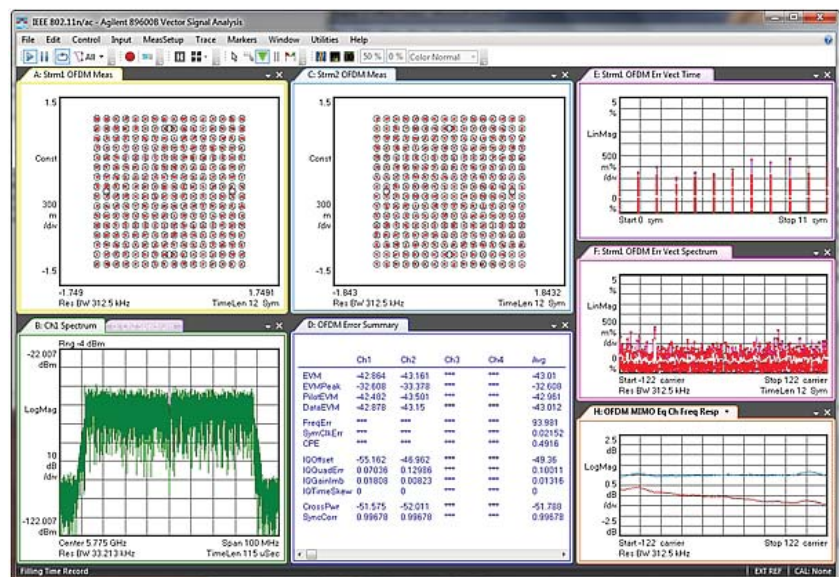 IEEE 802.11n/ac - Agilent 89600B Vector Signal Analysis
File Edit Control Input MeasSetup Trace Markers Window Utilities Help
All 50 % 0 % Color Normal
A: Strm1 OFDM Meas
1.5
Const
300
m
/div
-1.5
-1.749 1.7491
Res BW 312.5 kHz TimeLen 12 Sym
C: Strm2 OFDM Meas
1.5
Const
300
m
/div
-1.5
-1.843 1.8432
Res BW 312.5 kHz TimeLen 12 Sym
E: Strm1 OFDM Err Vect Time
5
%
LinMag
500
m%
/div
0
%
Start 0 sym Stop 11 sym
F: Strm1 OFDM Err Vect Spectrum
5
%
LinMag
500
m%
/div
0
%
Start -122 carrier Stop 122 carrier
Res BW 312.5 kHz TimeLen 12 Sym
B: Ch1 Spectrum
Rng -4 dBm
-22.007
dBm
LogMag
10
dB
/div
-122.007
dBm
Center 5.775 GHz Span 100 MHz
Res BW 33.213 kHz TimeLen 115 uSec
D: OFDM Error Summary
Ch1 Ch2 Ch3 Ch4 Avg
EVM -42.864 -43.161 *** *** -43.01
EVMPeak -32.608 -33.378 *** *** -32.608
PilotEVM -42.482 -43.501 *** *** -42.961
DataEVM -42.878 -43.15 *** *** -43.012
FreqErr *** *** *** *** 93.981
SymClkErr *** *** *** *** 0.02152
CPE *** *** *** *** 0.4916
IQOffset -55.162 -46.962 *** *** -49.36
IQQuadErr 0.07036 0.12986 *** *** 0.10011
IQGainImb 0.01808 0.00823 *** *** 0.01316
IQTimeSkew 0 0 *** *** 0
CrossPwr -51.575 -52.011 *** *** -51.788
SyncCorr 0.99678 0.99678 *** *** 0.99678
H: OFDM MIMO Eq Ch Freq Resp
2.5
dB
LogMag
0.5
dB
/div
-2.5
dB
Start -122 carrier Stop 122 carrier
Res BW 312.5 kHz
Filling Time Record EXT REF CAL: None